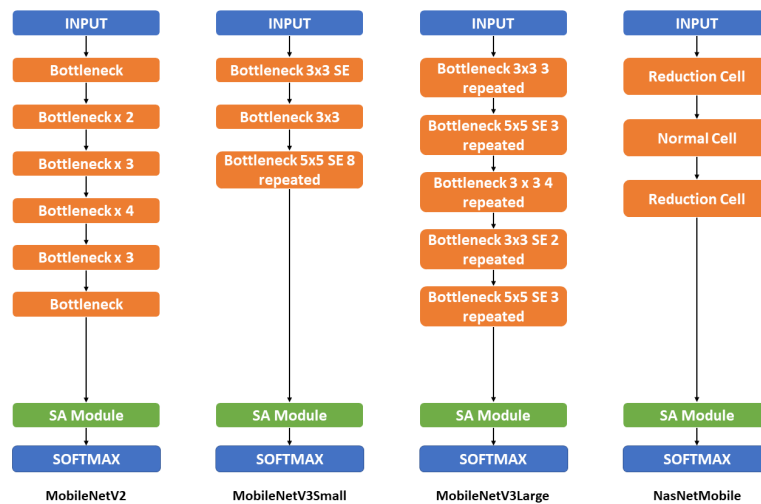 INPUT
Bottleneck
Bottleneck x 2
Bottleneck x 3
Bottleneck x 4
Bottleneck x 3
Bottleneck
SA Module
SOFTMAX
MobileNetV2
INPUT
Bottleneck 3x3 SE
Bottleneck 3x3
Bottleneck 5x5 SE 8
repeated
SA Module
SOFTMAX
MobileNetV3Small
INPUT
Bottleneck 3x3 3
repeated
Bottleneck 5x5 SE 3
repeated
Bottleneck 3 x 3 4
repeated
Bottleneck 3x3 SE 2
repeated
Bottleneck 5x5 SE 3
repeated
SA Module
SOFTMAX
MobileNetV3Large
INPUT
Reduction Cell
Normal Cell
Reduction Cell
SA Module
SOFTMAX
NasNetMobile